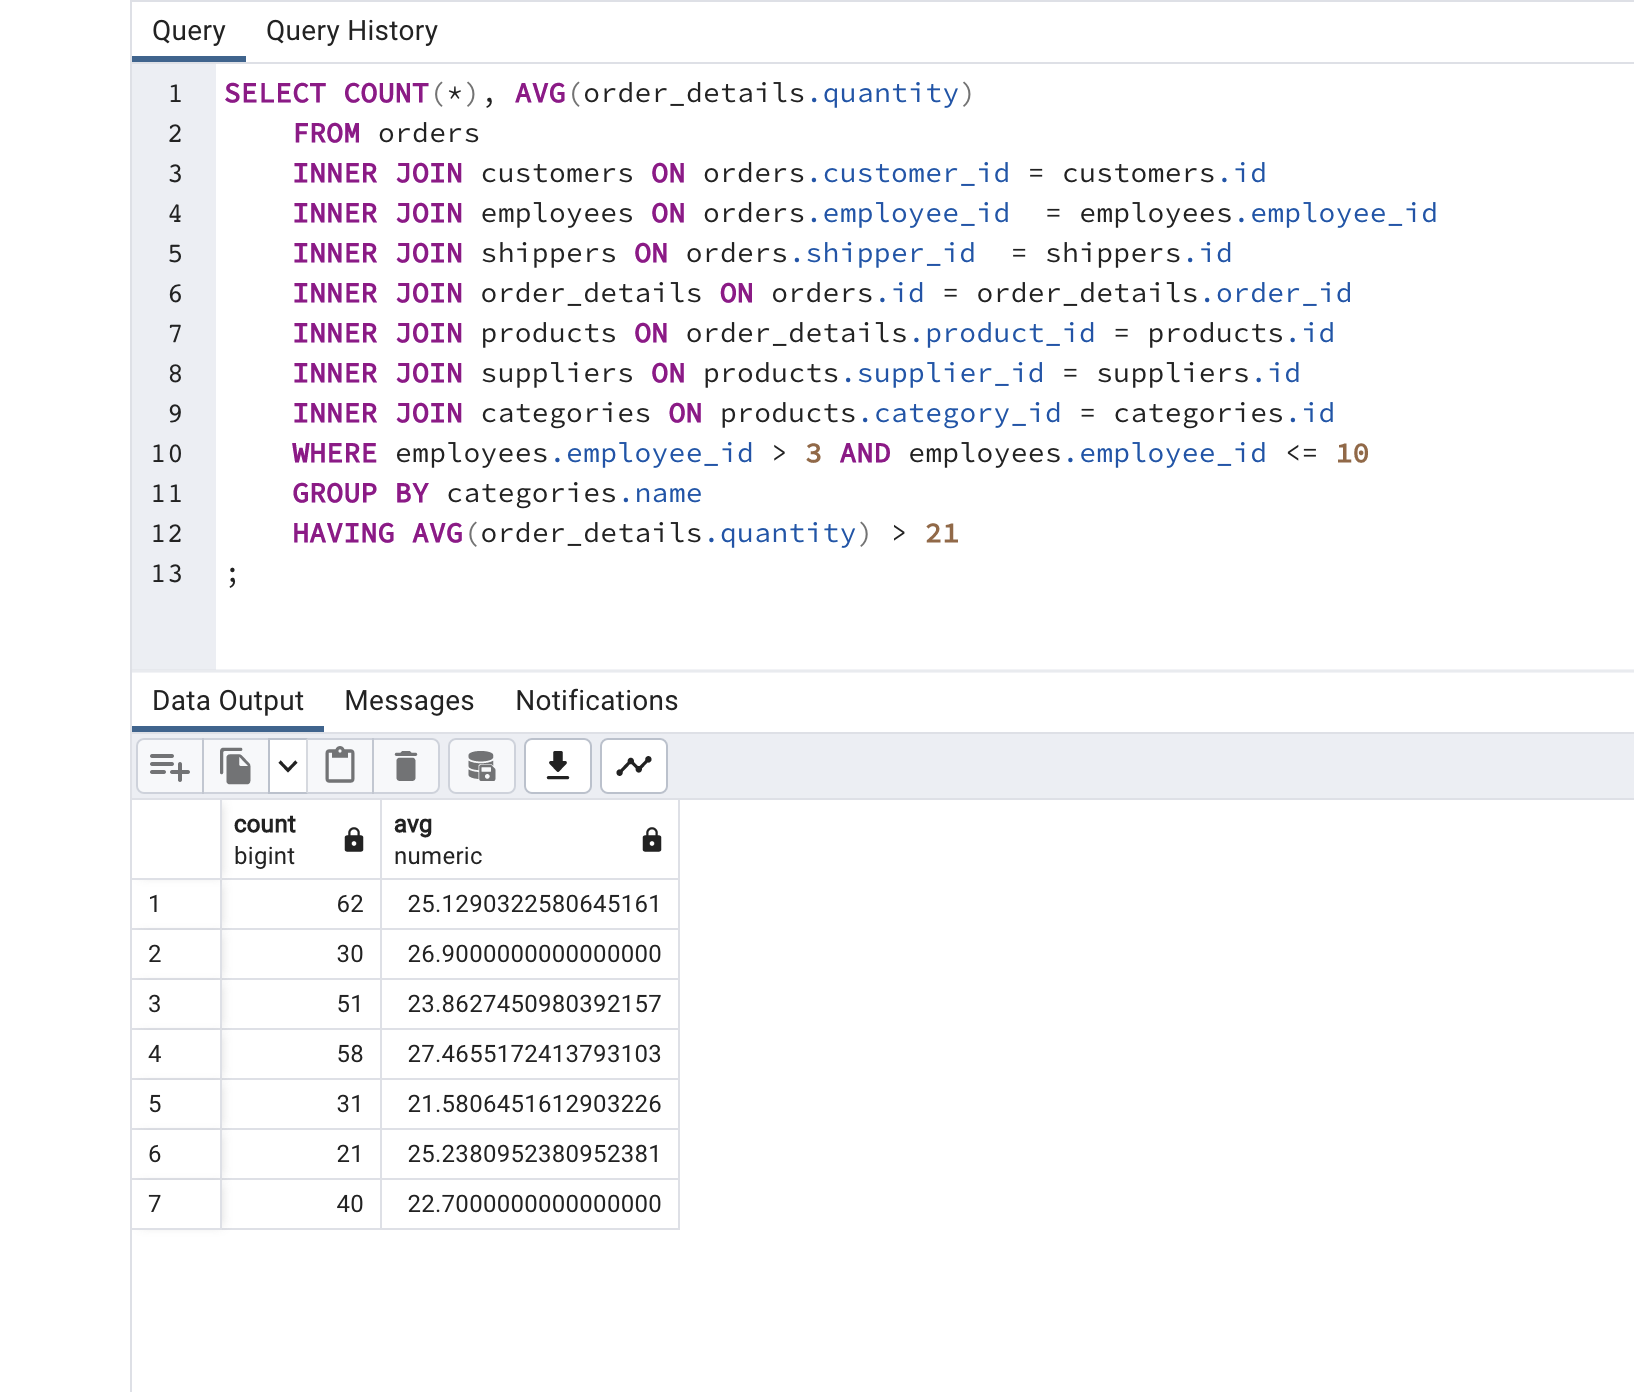 Query Query History
1 SELECT COUNT(*), AVG(order_details.quantity)
2 FROM orders
3 INNER JOIN customers ON orders.customer_id = customers.id
4 INNER JOIN employees ON orders.employee_id  = employees.employee_id
5 INNER JOIN shippers ON orders.shipper_id  = shippers.id
6 INNER JOIN order_details ON orders.id = order_details.order_id
7 INNER JOIN products ON order_details.product_id = products.id
8 INNER JOIN suppliers ON products.supplier_id = suppliers.id
9 INNER JOIN categories ON products.category_id = categories.id
10 WHERE employees.employee_id > 3 AND employees.employee_id <= 10
11 GROUP BY categories.name
12 HAVING AVG(order_details.quantity) > 21
13 ;
Data Output Messages Notifications
count avg
bigint numeric
1 62 25.1290322580645161
2 30 26.9000000000000000
3 51 23.8627450980392157
4 58 27.4655172413793103
5 31 21.5806451612903226
6 21 25.2380952380952381
7 40 22.7000000000000000